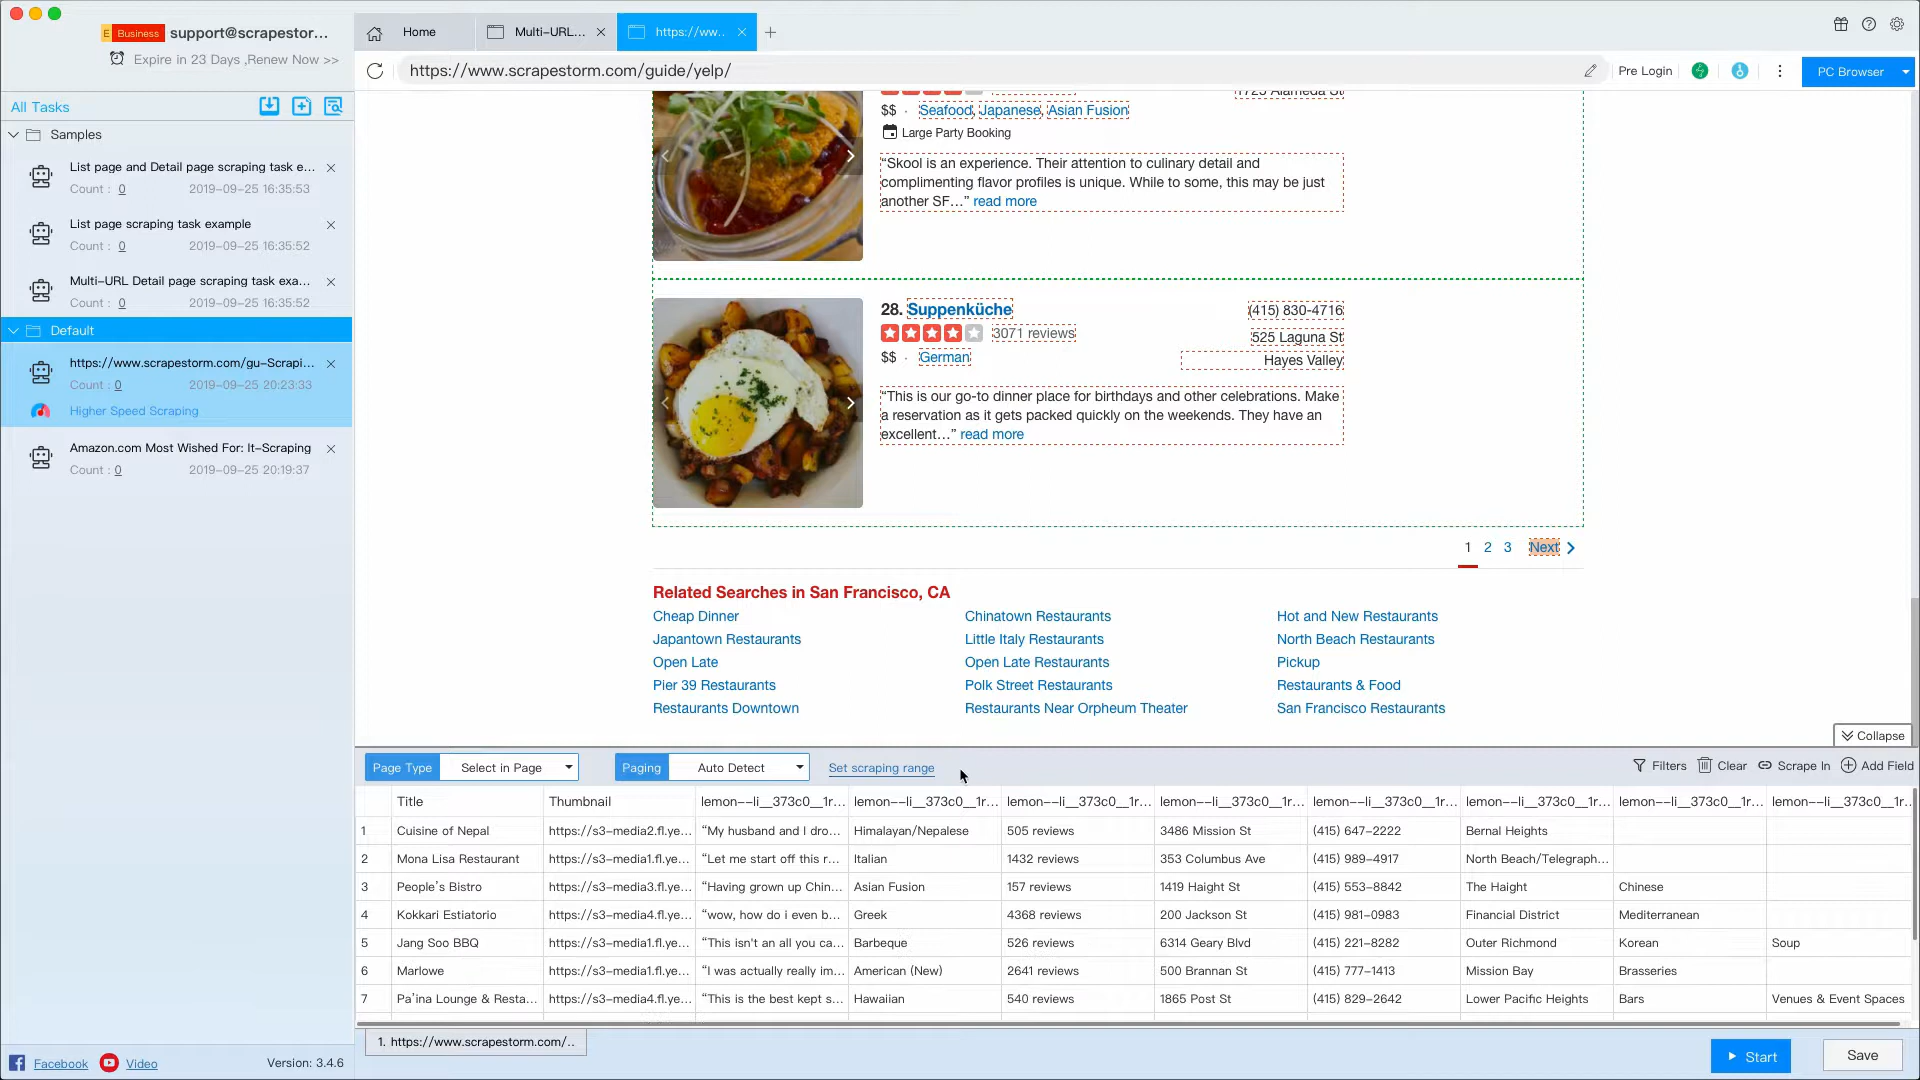 E Business support@scrapestor...
Expire in 23 Days ,Renew Now >>
Home
Multi-URL...
https://ww..
https://www.scrapestorm.com/guide/yelp/
Pre Login
PC Browser
All Tasks
Samples
List page and Detail page scraping task e...
Count : 0 2019-09-25 16:35:53
List page scraping task example
Count : 0 2019-09-25 16:35:52
Multi-URL Detail page scraping task exa...
Count : 0 2019-09-25 16:35:52
Default
https://www.scrapestorm.com/gu-Scrapi...
Count : 0 2019-09-25 20:23:33
Higher Speed Scraping
Amazon.com Most Wished For: It-Scraping
Count : 0 2019-09-25 20:19:37
Facebook Video Version: 3.4.6
1725 Alameda St
$$ · Seafood, Japanese, Asian Fusion
Large Party Booking
“Skool is an experience. Their attention to culinary detail and
complimenting flavor profiles is unique. While to some, this may be just
another SF…” read more
28. Suppenküche (415) 830-4716
3071 reviews 525 Laguna St
$$ · German Hayes Valley
“This is our go-to dinner place for birthdays and other celebrations. Make
a reservation as it gets packed quickly on the weekends. They have an
excellent…” read more
1 2 3 Next
Related Searches in San Francisco, CA
Cheap Dinner Chinatown Restaurants Hot and New Restaurants
Japantown Restaurants Little Italy Restaurants North Beach Restaurants
Open Late Open Late Restaurants Pickup
Pier 39 Restaurants Polk Street Restaurants Restaurants & Food
Restaurants Downtown Restaurants Near Orpheum Theater San Francisco Restaurants
Collapse
Page Type Select in Page Paging Auto Detect Set scraping range Filters Clear Scrape In Add Field
Title Thumbnail lemon--li__373c0__1r... lemon--li__373c0__1r... lemon--li__373c0__1r... lemon--li__373c0__1r... lemon--li__373c0__1r... lemon--li__373c0__1r... lemon--li__373c0__1r... lemon--li__373c0__1r..
1 Cuisine of Nepal https://s3-media2.fl.ye... “My husband and I dro... Himalayan/Nepalese 505 reviews 3486 Mission St (415) 647-2222 Bernal Heights
2 Mona Lisa Restaurant https://s3-media1.fl.ye... “Let me start off this r... Italian 1432 reviews 353 Columbus Ave (415) 989-4917 North Beach/Telegraph...
3 People’s Bistro https://s3-media3.fl.ye... “Having grown up Chin... Asian Fusion 157 reviews 1419 Haight St (415) 553-8842 The Haight Chinese
4 Kokkari Estiatorio https://s3-media4.fl.ye... “wow, how do i even b... Greek 4368 reviews 200 Jackson St (415) 981-0983 Financial District Mediterranean
5 Jang Soo BBQ https://s3-media1.fl.ye... “This isn't an all you ca... Barbeque 526 reviews 6314 Geary Blvd (415) 221-8282 Outer Richmond Korean Soup
6 Marlowe https://s3-media1.fl.ye... “I was actually really im... American (New) 2641 reviews 500 Brannan St (415) 777-1413 Mission Bay Brasseries
7 Pa’ina Lounge & Resta... https://s3-media4.fl.ye... “This is the best kept s... Hawaiian 540 reviews 1865 Post St (415) 829-2642 Lower Pacific Heights Bars Venues & Event Spaces
1. https://www.scrapestorm.com/..
Start Save